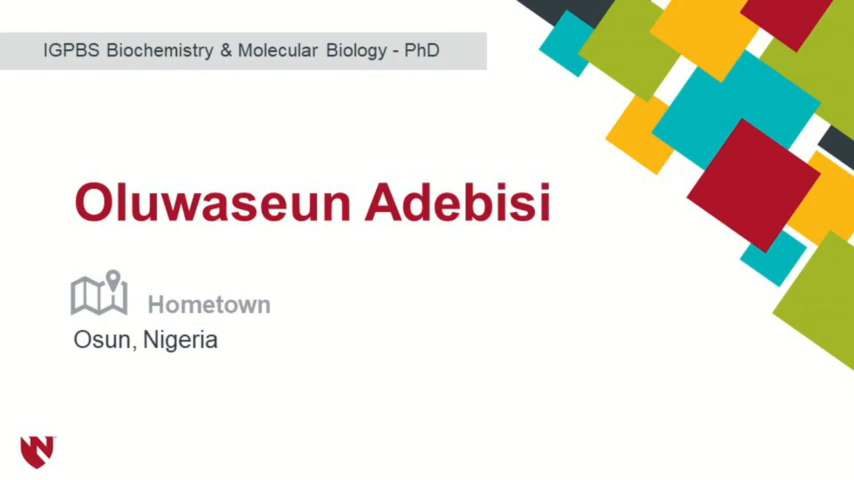 IGPBS Biochemistry & Molecular Biology - PhD
Oluwaseun Adebisi
Hometown
Osun, Nigeria